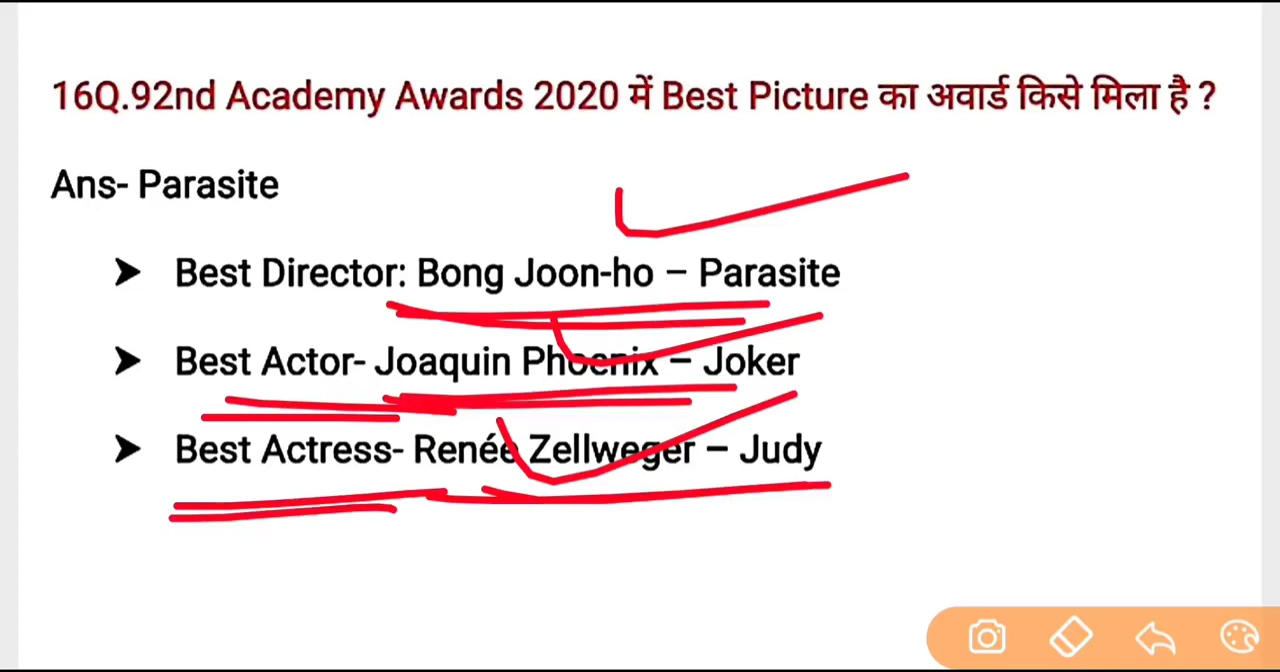 16Q.92nd Academy Awards 2020 में Best Picture का अवार्ड किसे मिला है ?
Ans- Parasite
➤ Best Director: Bong Joon-ho – Parasite
➤ Best Actor- Joaquin Phoenix – Joker
➤ Best Actress- Renée Zellweger – Judy